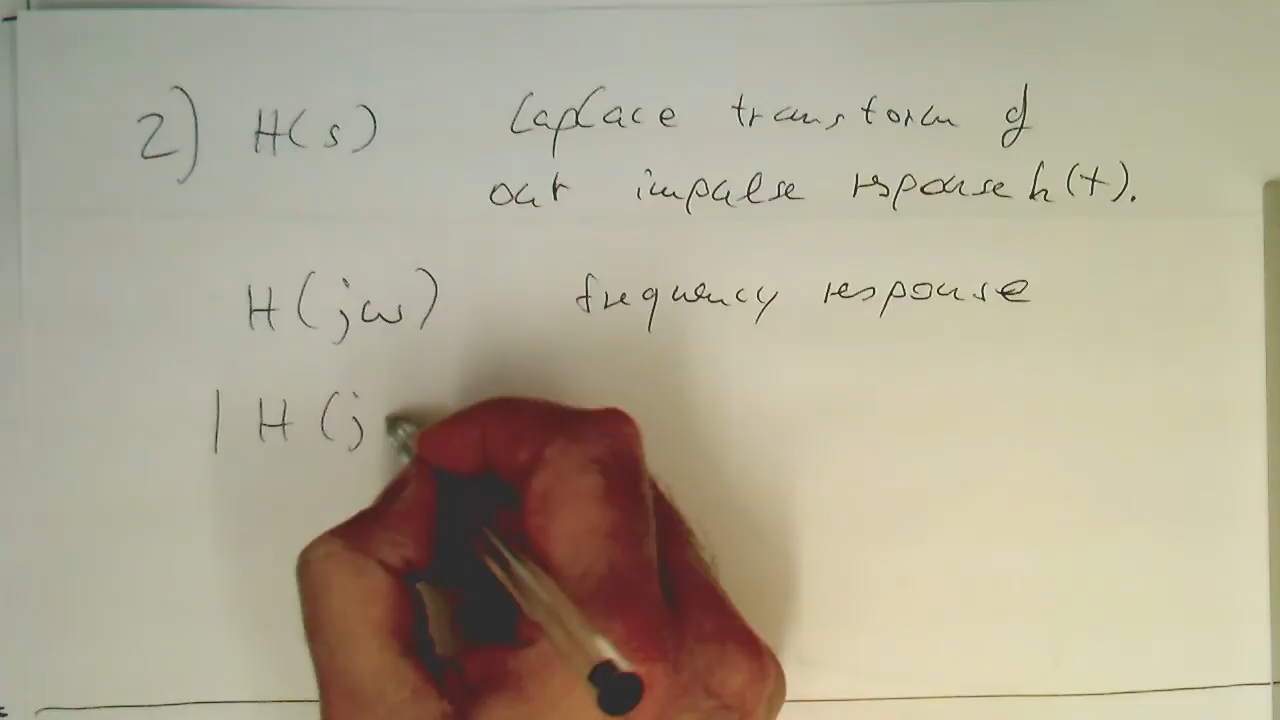 2) H(s) Laplace transform of
our impulse response h(t).
H(jω) frequency response
| H (j